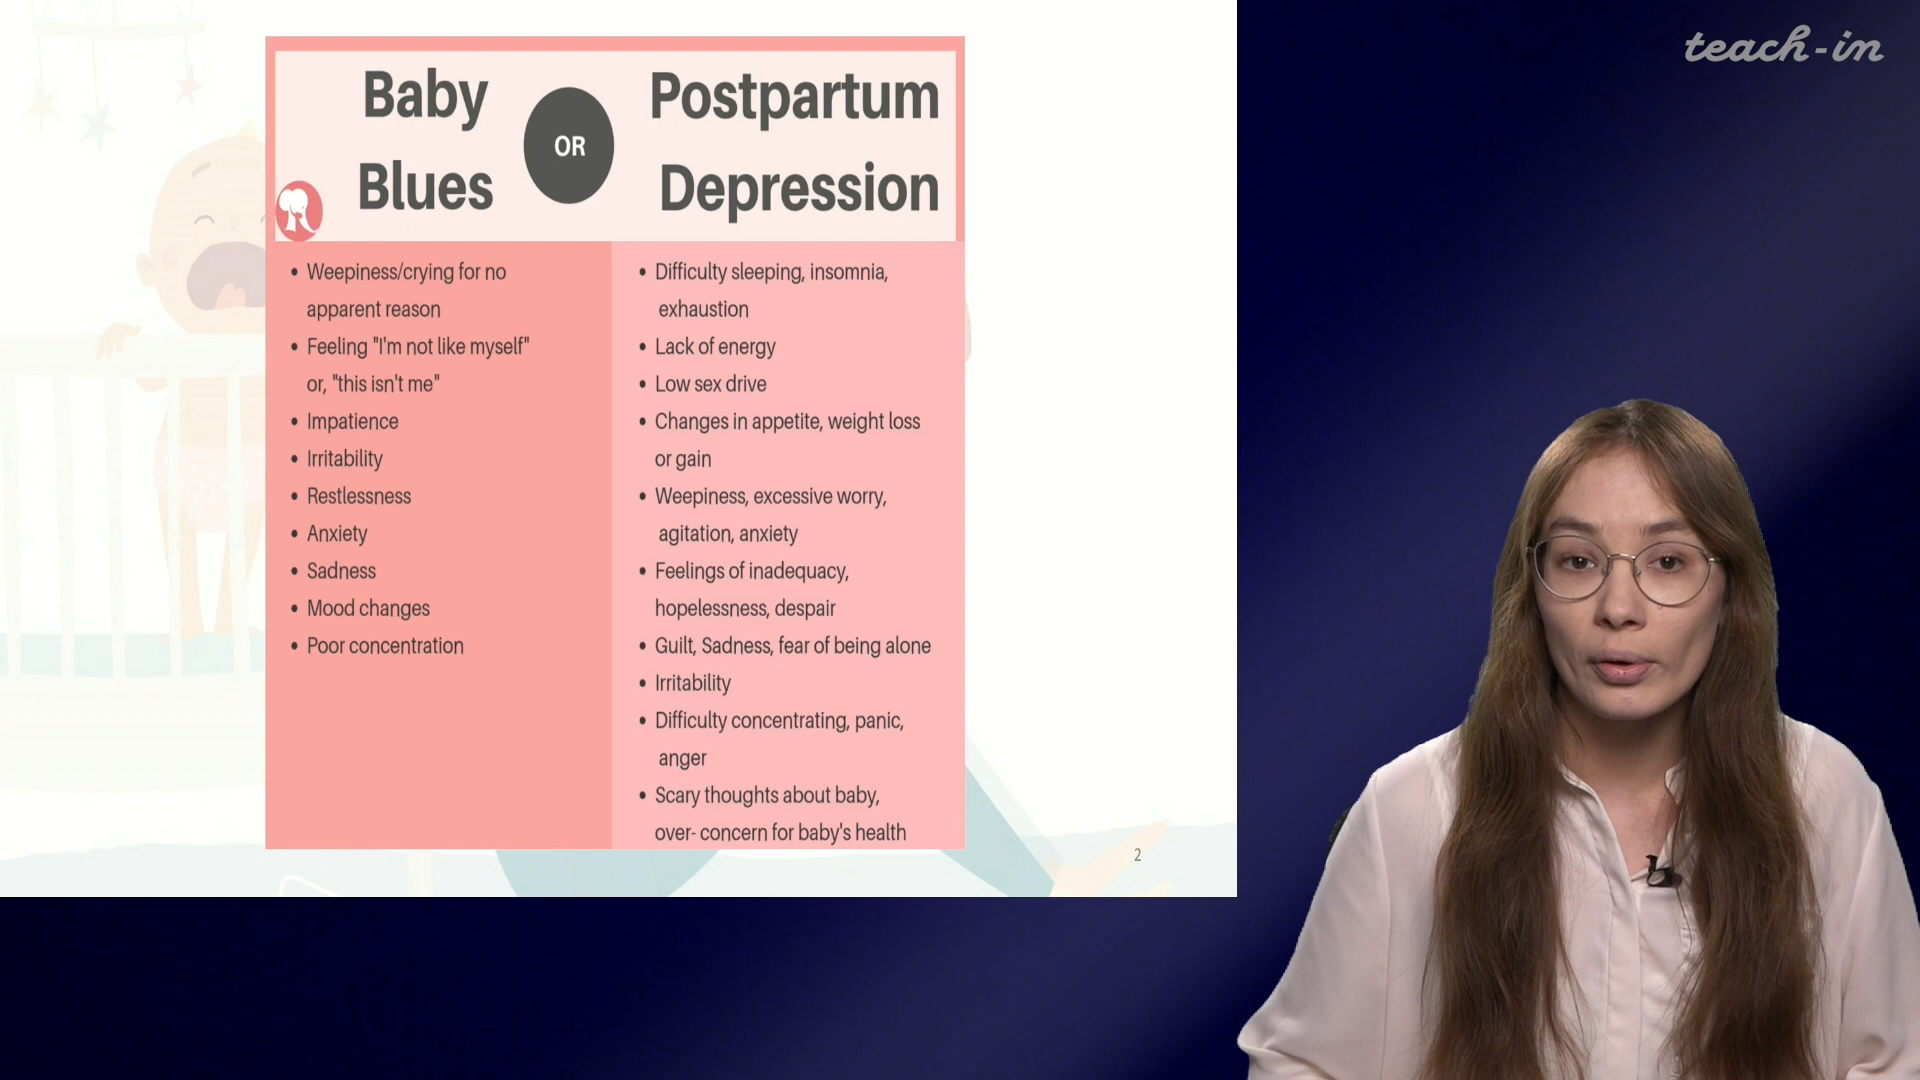 teach-in
Baby
Blues
OR
Postpartum
Depression
• Weepiness/crying for no
apparent reason
• Feeling "I'm not like myself"
or, "this isn't me"
• Impatience
• Irritability
• Restlessness
• Anxiety
• Sadness
• Mood changes
• Poor concentration
• Difficulty sleeping, insomnia,
exhaustion
• Lack of energy
• Low sex drive
• Changes in appetite, weight loss
or gain
• Weepiness, excessive worry,
agitation, anxiety
• Feelings of inadequacy,
hopelessness, despair
• Guilt, Sadness, fear of being alone
• Irritability
• Difficulty concentrating, panic,
anger
• Scary thoughts about baby,
over- concern for baby's health
2